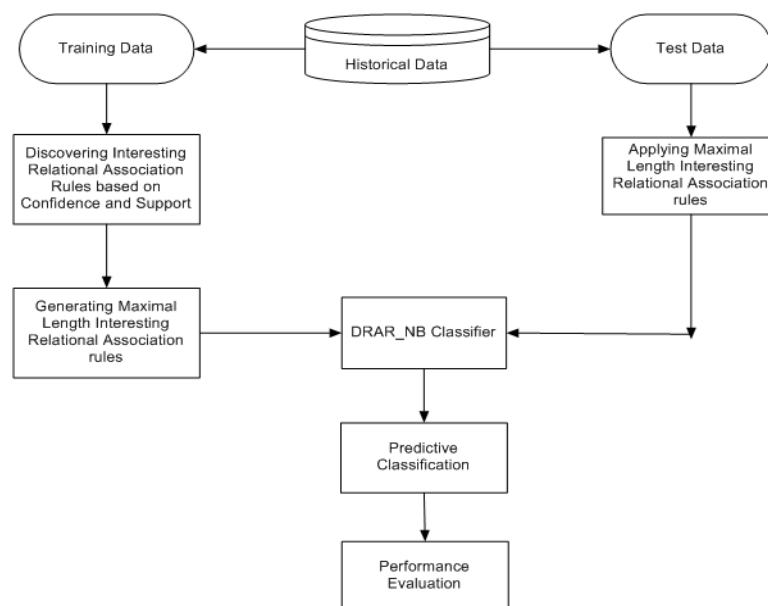 Training Data
Historical Data
Test Data
Discovering Interesting
Relational Association
Rules based on
Confidence and Support
Applying Maximal
Length Interesting
Relational Association
rules
Generating Maximal
Length Interesting
Relational Association
rules
DRAR_NB Classifier
Predictive
Classification
Performance
Evaluation